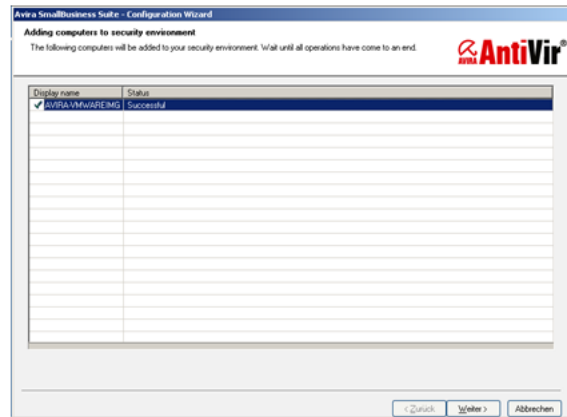 Avira SmallBusiness Suite - Configuration Wizard
Adding computers to security environment
The following computers will be added to your security environment. Wait until all operations have come to an end.
AVIRA AntiVir®
Display name Status
AVIRA-VMWAREIMG Successful
< Zurück Weiter > Abbrechen